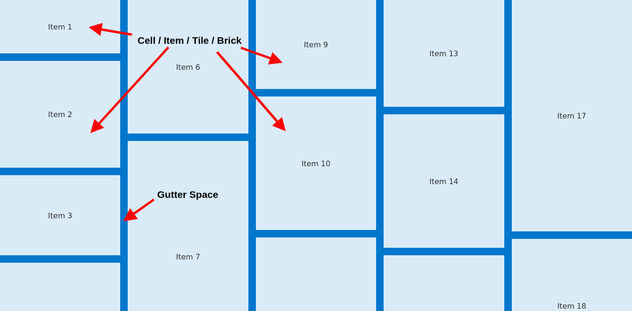 Item 1
Cell / Item / Tile / Brick
Item 9
Item 13
Item 6
Item 2
Item 17
Item 10
Item 14
Gutter Space
Item 3
Item 7
Item 18